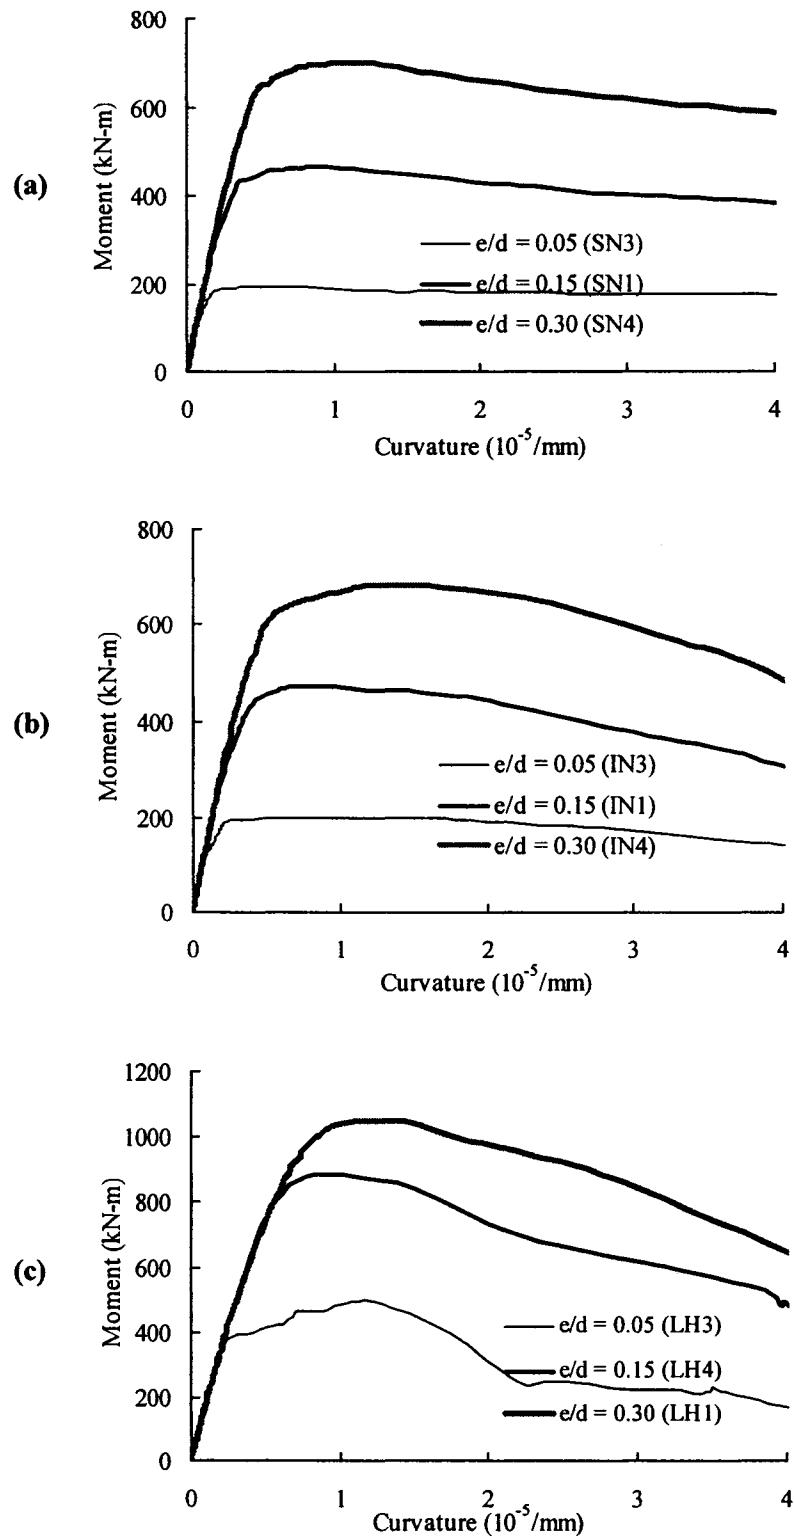 (a)
Moment (kN-m)
800
600
400
200
0
e/d = 0.05 (SN3)
e/d = 0.15 (SN1)
e/d = 0.30 (SN4)
0 1 2 3 4
Curvature (10⁻⁵/mm)
(b)
Moment (kN-m)
800
600
400
200
0
e/d = 0.05 (IN3)
e/d = 0.15 (IN1)
e/d = 0.30 (IN4)
0 1 2 3 4
Curvature (10⁻⁵/mm)
(c)
Moment (kN-m)
1200
1000
800
600
400
200
0
e/d = 0.05 (LH3)
e/d = 0.15 (LH4)
e/d = 0.30 (LH1)
0 1 2 3 4
Curvature (10⁻⁵/mm)